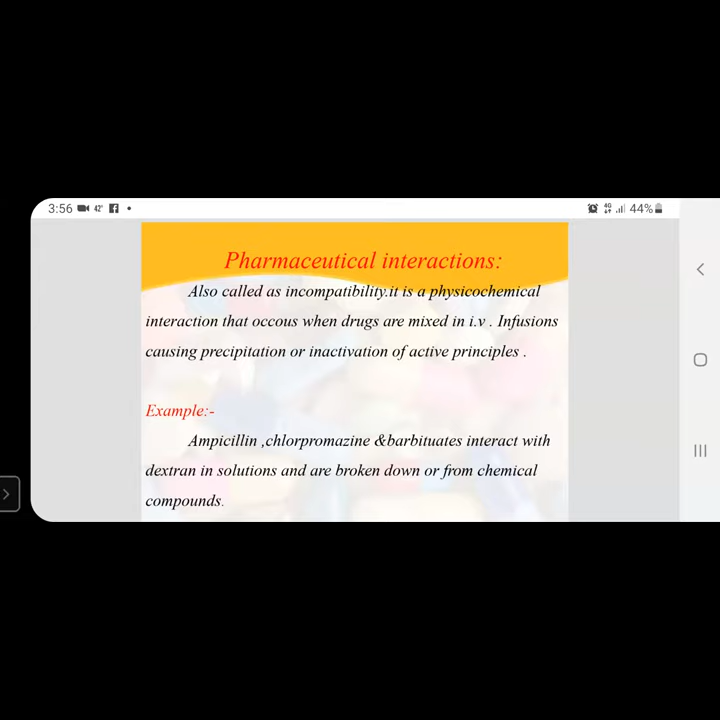 3:56 42°
44%
Pharmaceutical interactions:
Also called as incompatibility.it is a physicochemical
interaction that occous when drugs are mixed in i.v . Infusions
causing precipitation or inactivation of active principles .
Example:-
Ampicillin ,chlorpromazine &barbituates interact with
dextran in solutions and are broken down or from chemical
compounds.